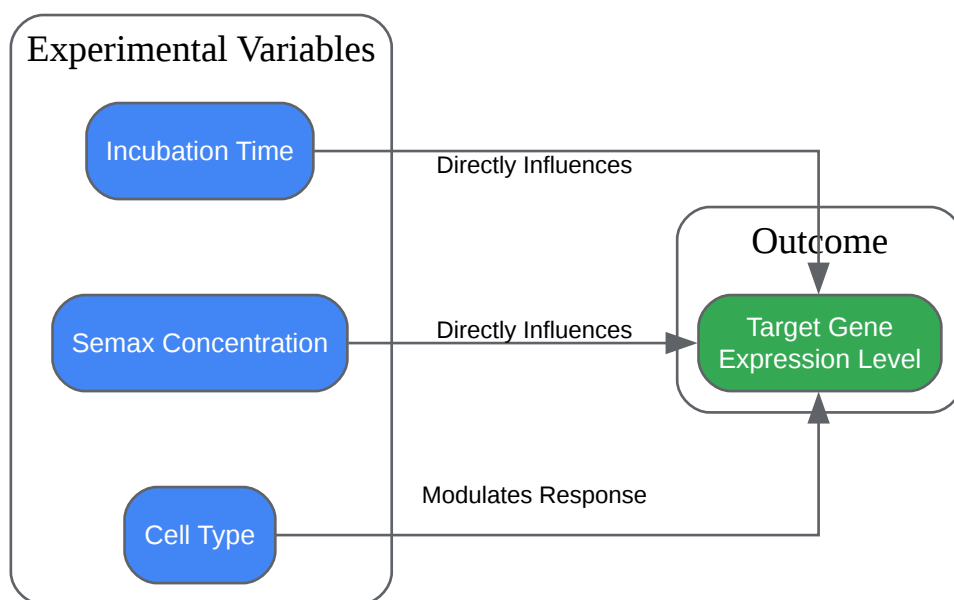 Experimental Variables
Incubation Time
Directly Influences
Outcome
Semax Concentration
Directly Influences
Target Gene
Expression Level
Modulates Response
Cell Type